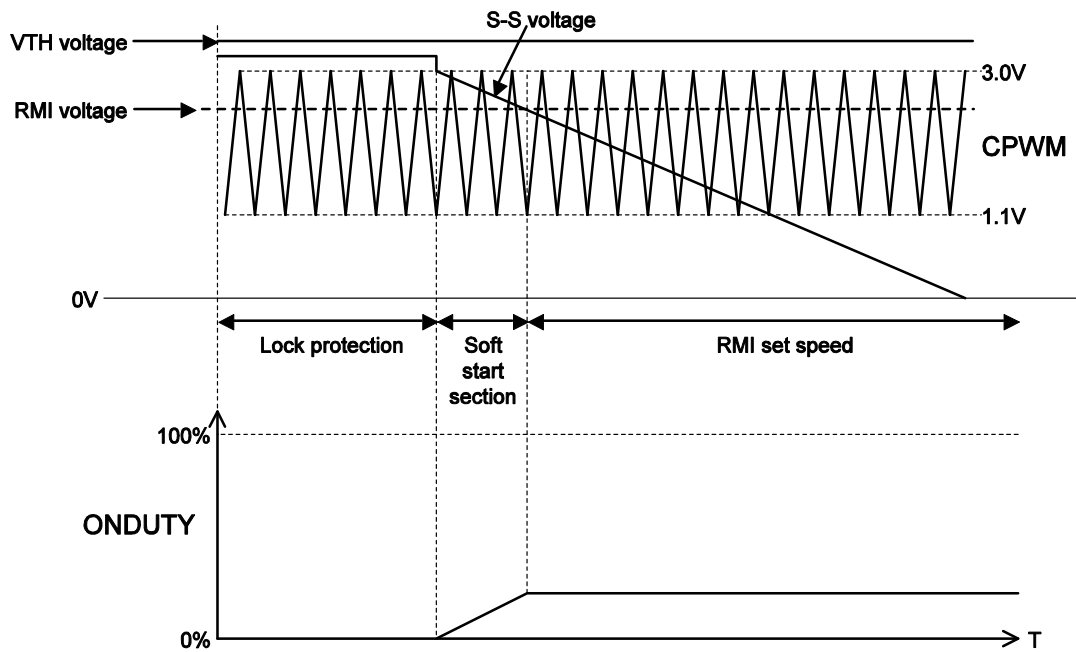 S-S voltage
VTH voltage
3.0V
RMI voltage
CPWM
1.1V
0V
Lock protection
Soft
start
section
RMI set speed
100%
ONDUTY
0%
T